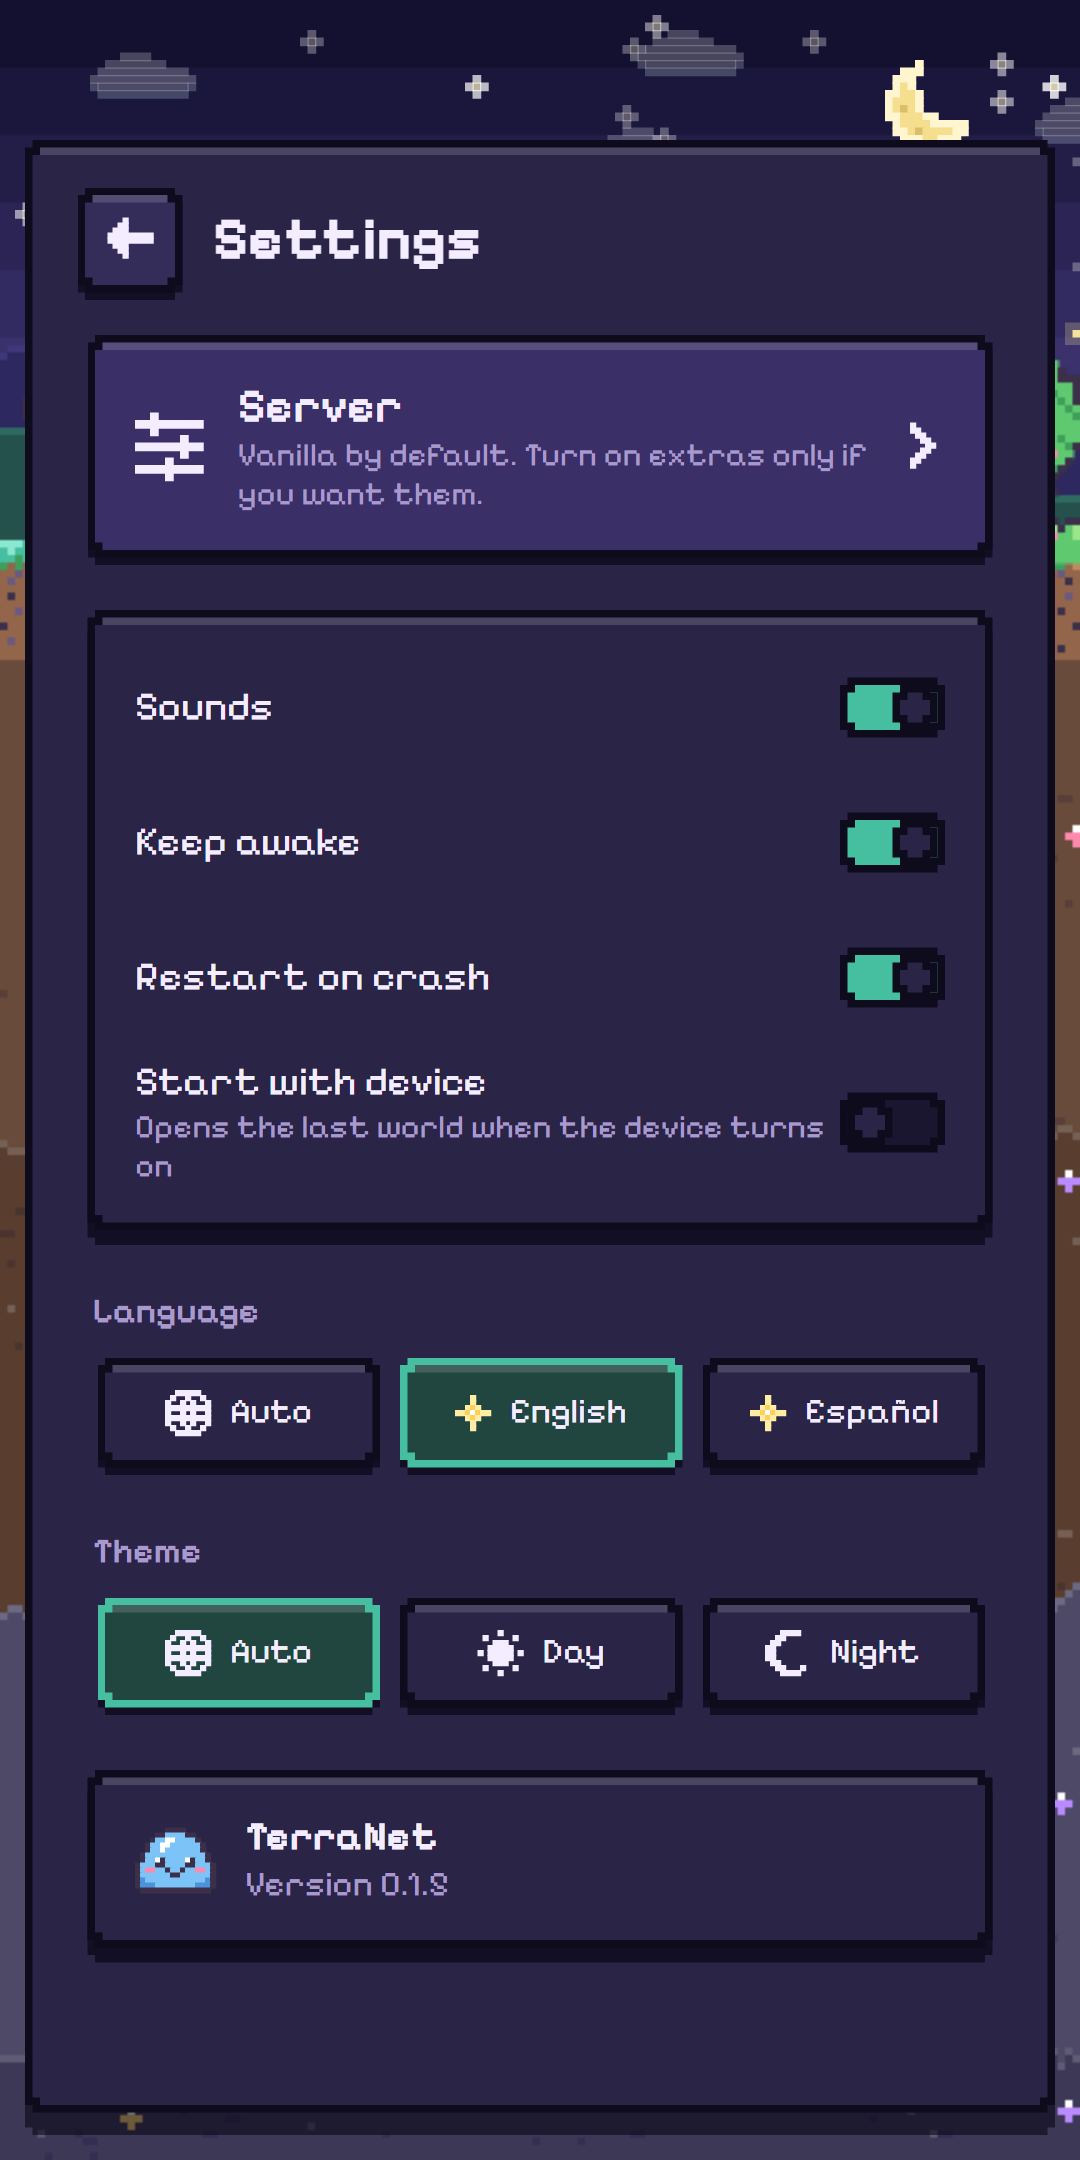 Settings
Server
Vanilla by default. Turn on extras only if
you want them.
Sounds
Keep awake
Restart on crash
Start with device
Opens the last world when the device turns
on
Language
Auto
English
Español
Theme
Auto
Day
Night
TerraNet
Version 0.1.8